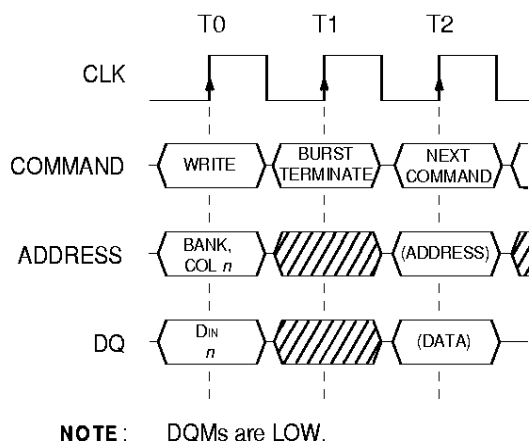 T0 T1 T2
CLK
COMMAND WRITE BURST TERMINATE NEXT COMMAND
ADDRESS BANK, COL n (ADDRESS)
DQ DIN n (DATA)
NOTE: DQMs are LOW.